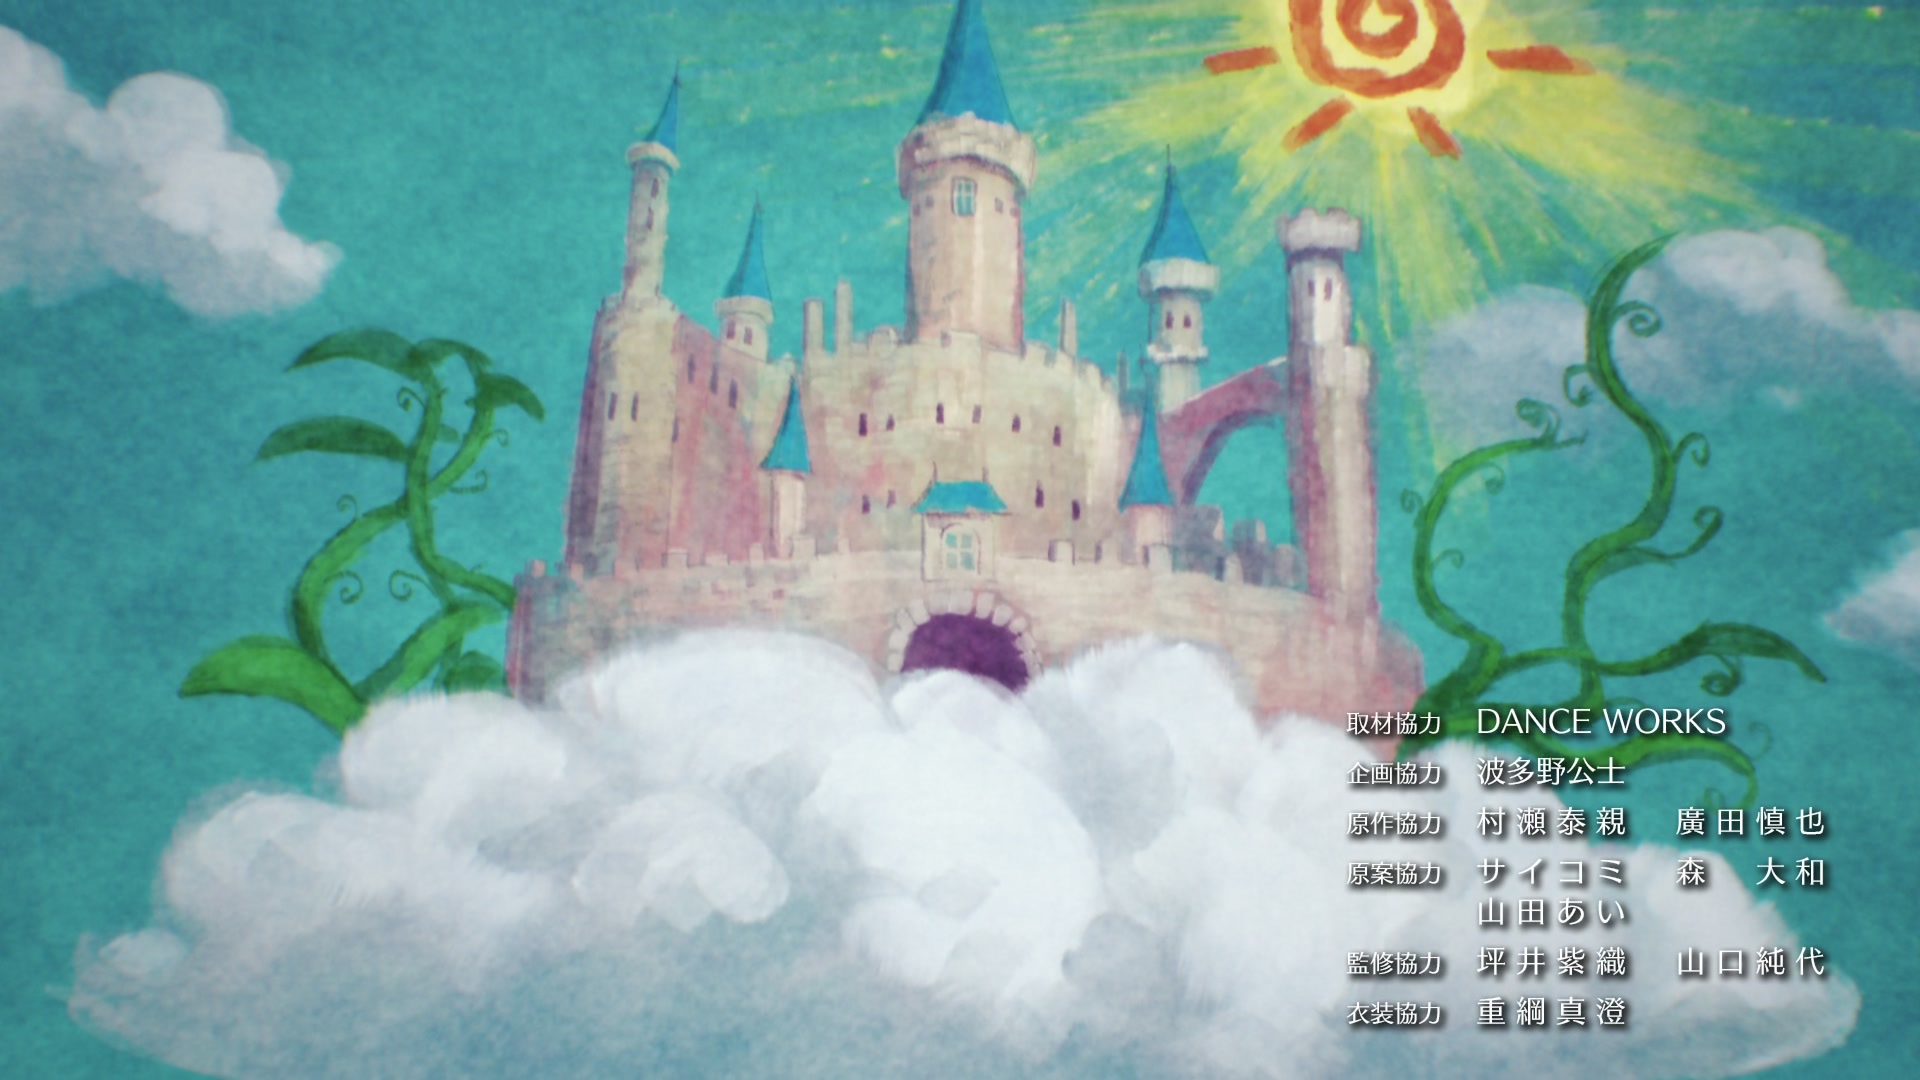 取材協力 DANCE WORKS
企画協力 波多野公士
原作協力 村瀬泰親 廣田慎也
原案協力 サイコミ 森 大和
山田あい
監修協力 坪井紫織 山口純代
衣装協力 重綱真澄